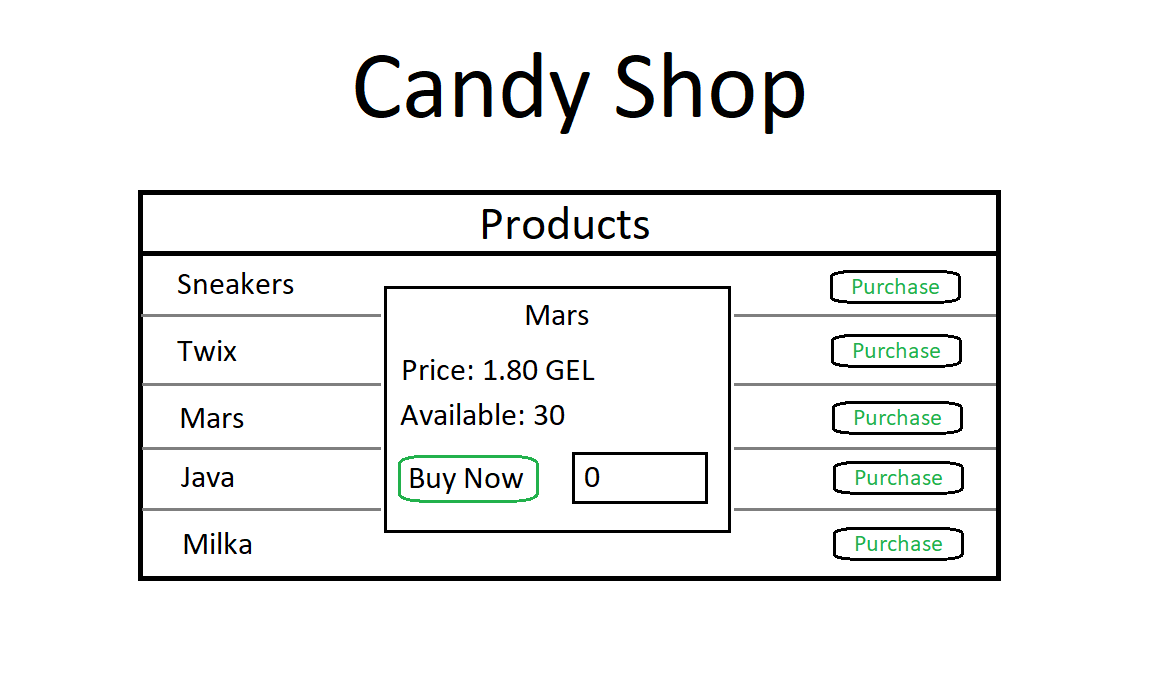 Candy Shop
Products
Sneakers
Purchase
Twix
Purchase
Mars
Purchase
Java
Purchase
Milka
Purchase
Mars
Price: 1.80 GEL
Available: 30
Buy Now
0